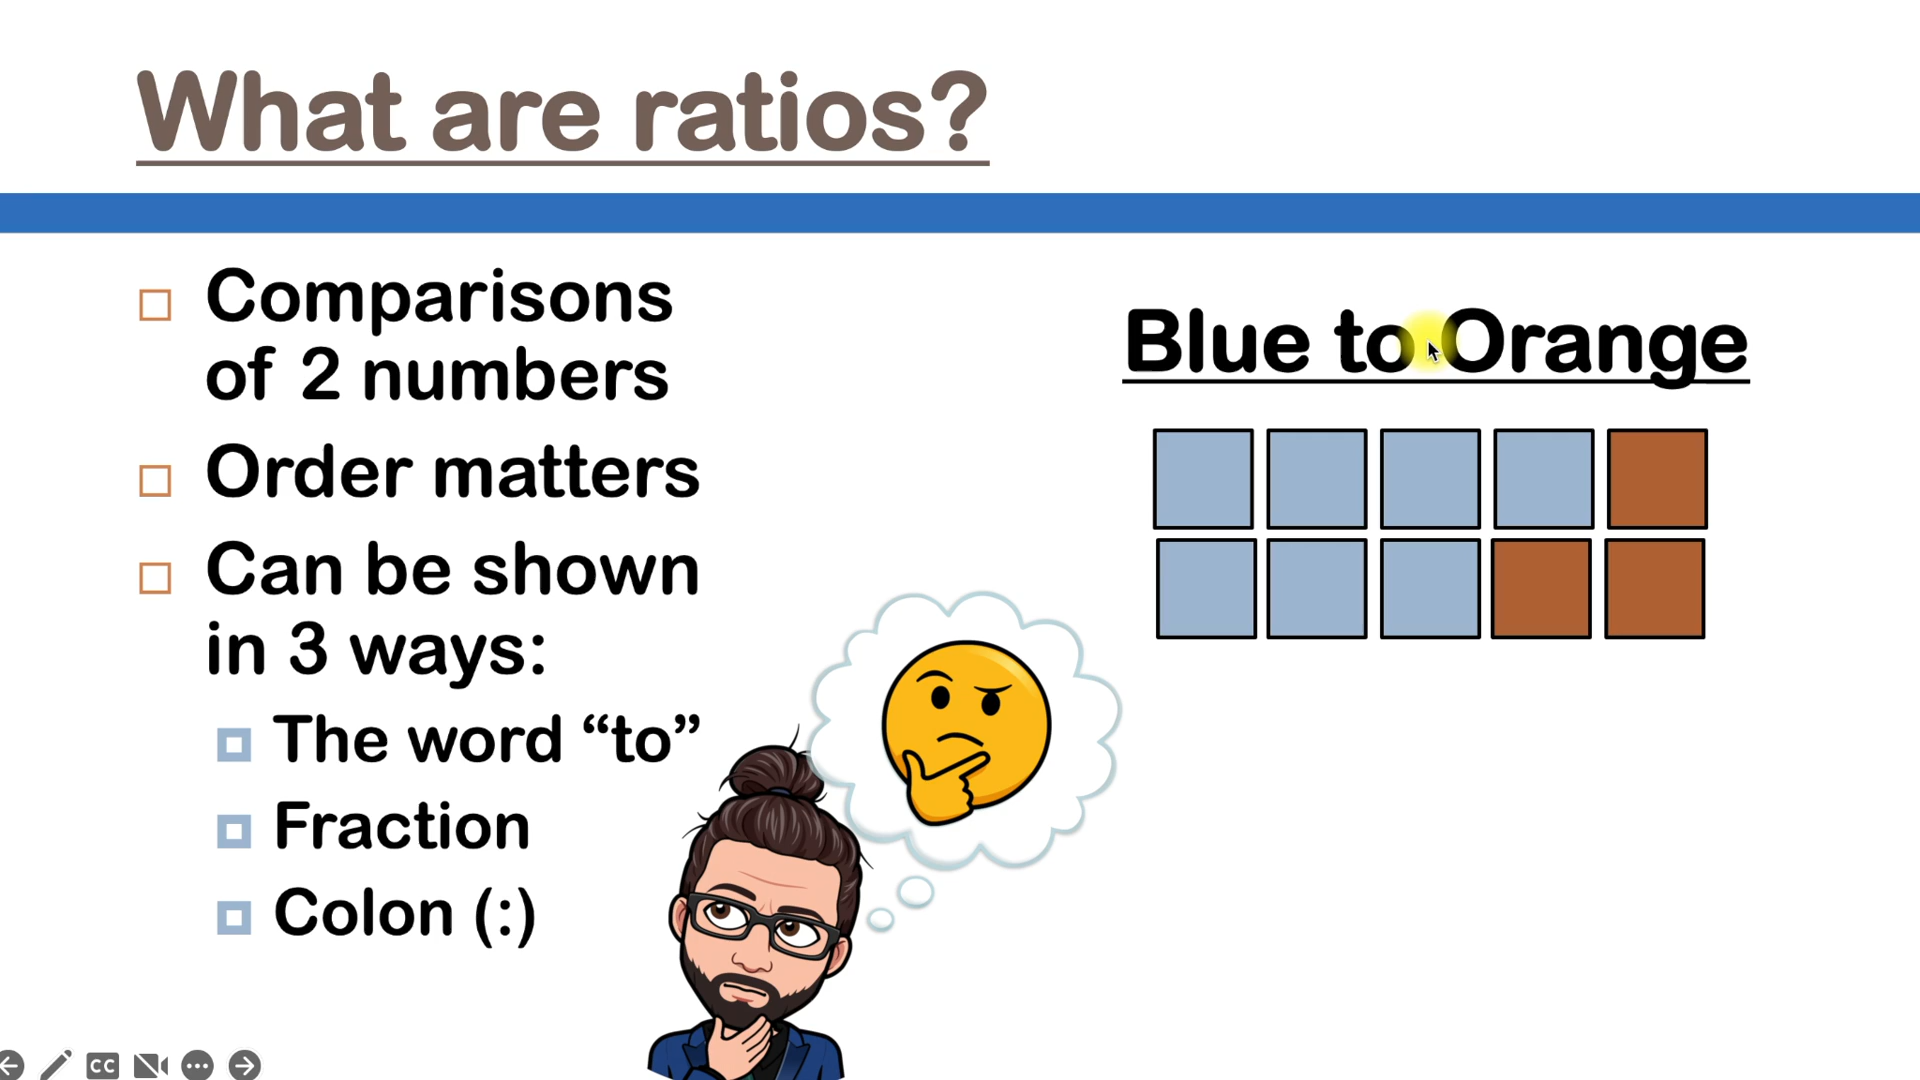 What are ratios?
Comparisons
of 2 numbers
Order matters
Can be shown
in 3 ways:
The word “to”
Fraction
Colon (:)
Blue to Orange
CC